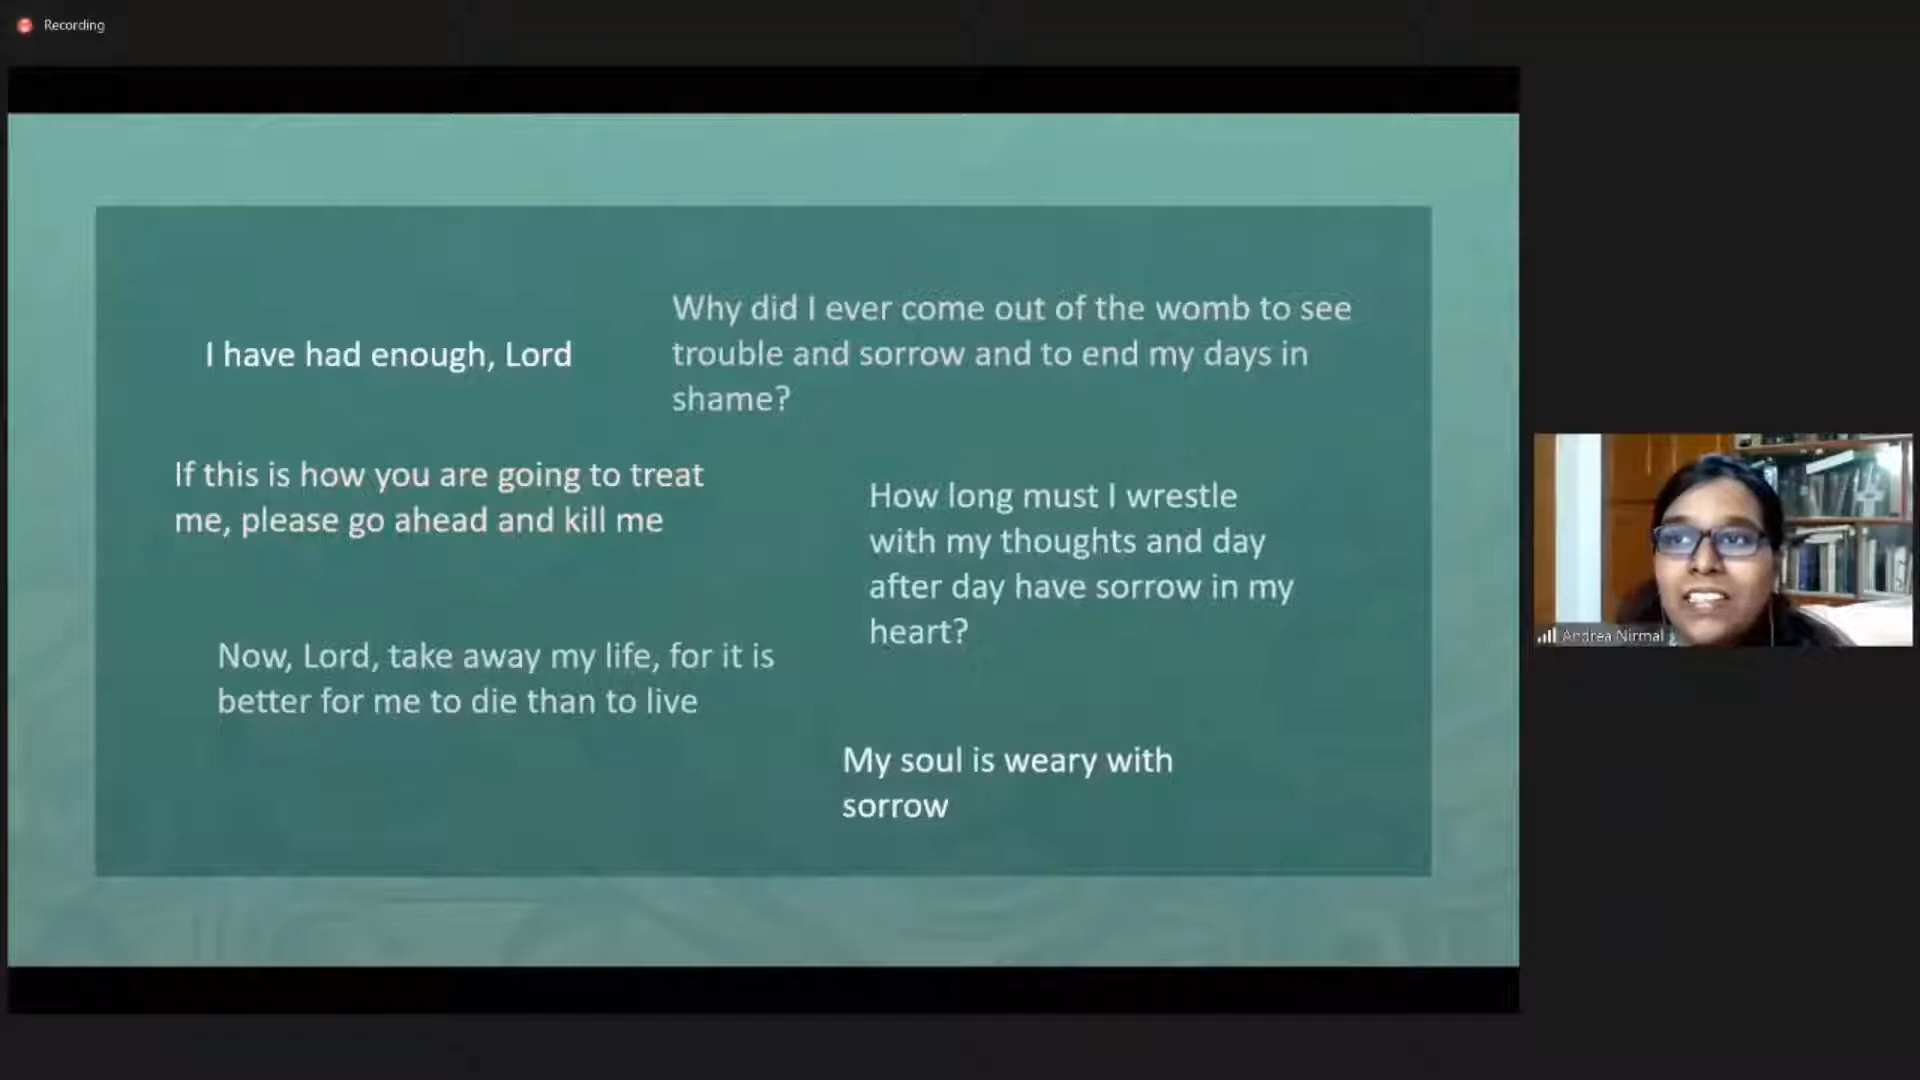 Recording
I have had enough, Lord
Why did I ever come out of the womb to see
trouble and sorrow and to end my days in
shame?
If this is how you are going to treat
me, please go ahead and kill me
How long must I wrestle
with my thoughts and day
after day have sorrow in my
heart?
Now, Lord, take away my life, for it is
better for me to die than to live
My soul is weary with
sorrow
Andrea Nirmal